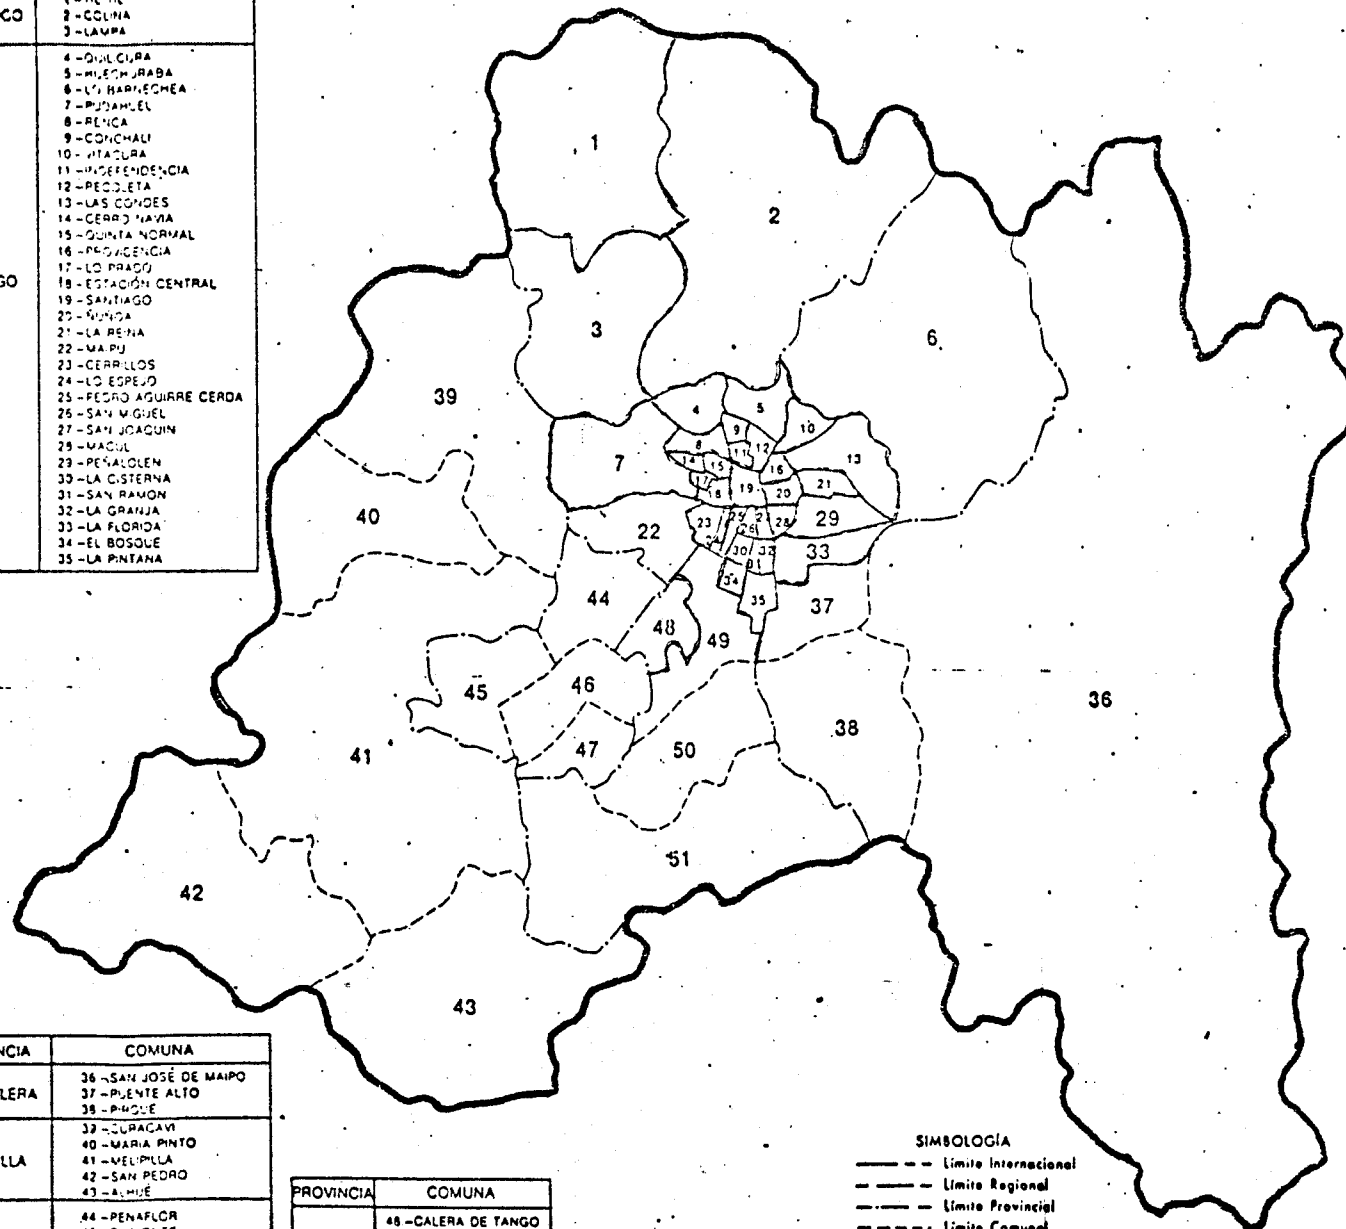 2-COLINA
3-LAMPA
4-QUILICURA
5-HUECHURABA
6-LO BARNECHEA
7-PUDAHUEL
8-RENCA
9-CONCHALI
10-VITACURA
11-INDEPENDENCIA
12-RECOLETA
13-LAS CONDES
14-CERRO NAVIA
15-QUINTA NORMAL
16-PROVIDENCIA
17-LO PRADO
18-ESTACIÓN CENTRAL
19-SANTIAGO
20-ÑUÑOA
21-LA REINA
22-MAIPU
23-CERRILLOS
24-LO ESPEJO
25-PEDRO AGUIRRE CERDA
26-SAN MIGUEL
27-SAN JOAQUIN
28-MACUL
29-PEÑALOLEN
30-LA CISTERNA
31-SAN RAMON
32-LA GRANJA
33-LA FLORIDA
34-EL BOSQUE
35-LA PINTANA
CO
GO
1
2
3
6
39
4
5
9
10
8
12
11
13
7
14
15
16
17
18
19
20
21
40
22
23
25
27
28
29
26
30
32
33
31
34
35
44
37
48
49
45
46
36
41
47
50
38
51
42
43
NCIA COMUNA
LERA
36-SAN JOSÉ DE MAIPO
37-PUENTE ALTO
38-PIRQUE
LLA
39-CURACAVI
40-MARIA PINTO
41-MELIPILLA
42-SAN PEDRO
43-ALHUÉ
44-PEÑAFLOR
PROVINCIA COMUNA
48-CALERA DE TANGO
SIMBOLOGÍA
Límite Internacional
Límite Regional
Límite Provincial
Límite Comunal